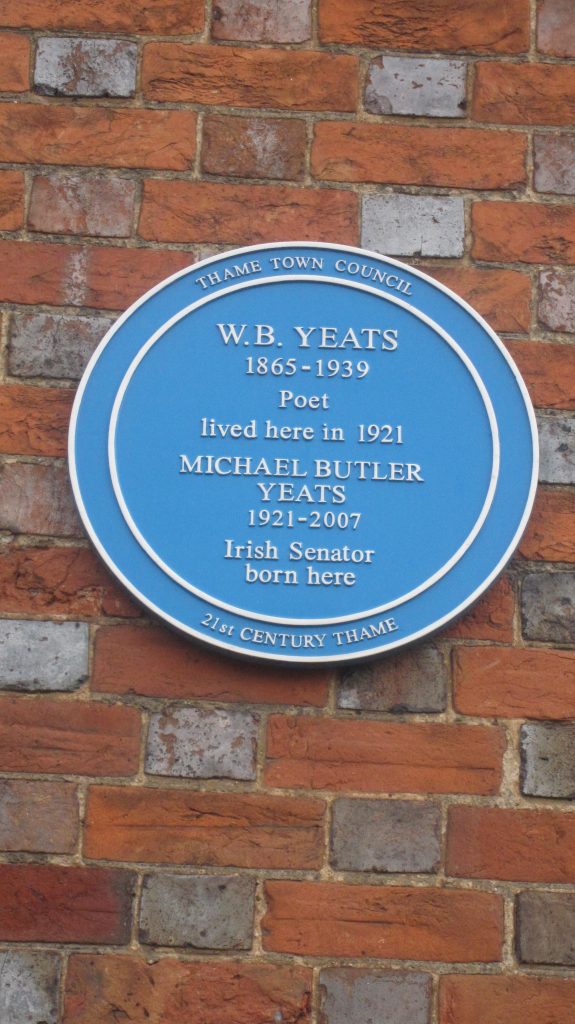 THAME TOWN COUNCIL
W.B. YEATS
1865-1939
Poet
lived here in 1921
MICHAEL BUTLER
YEATS
1921-2007
Irish Senator
born here
21st CENTURY THAME